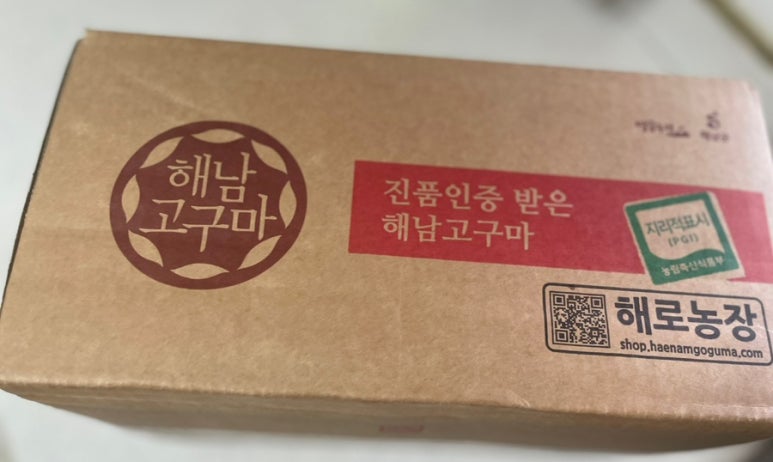 해남
고구마
진품인증 받은
해남고구마
지리적표시
(PGI)
농림축산식품부
해로농장
shop.haenamgoguma.com